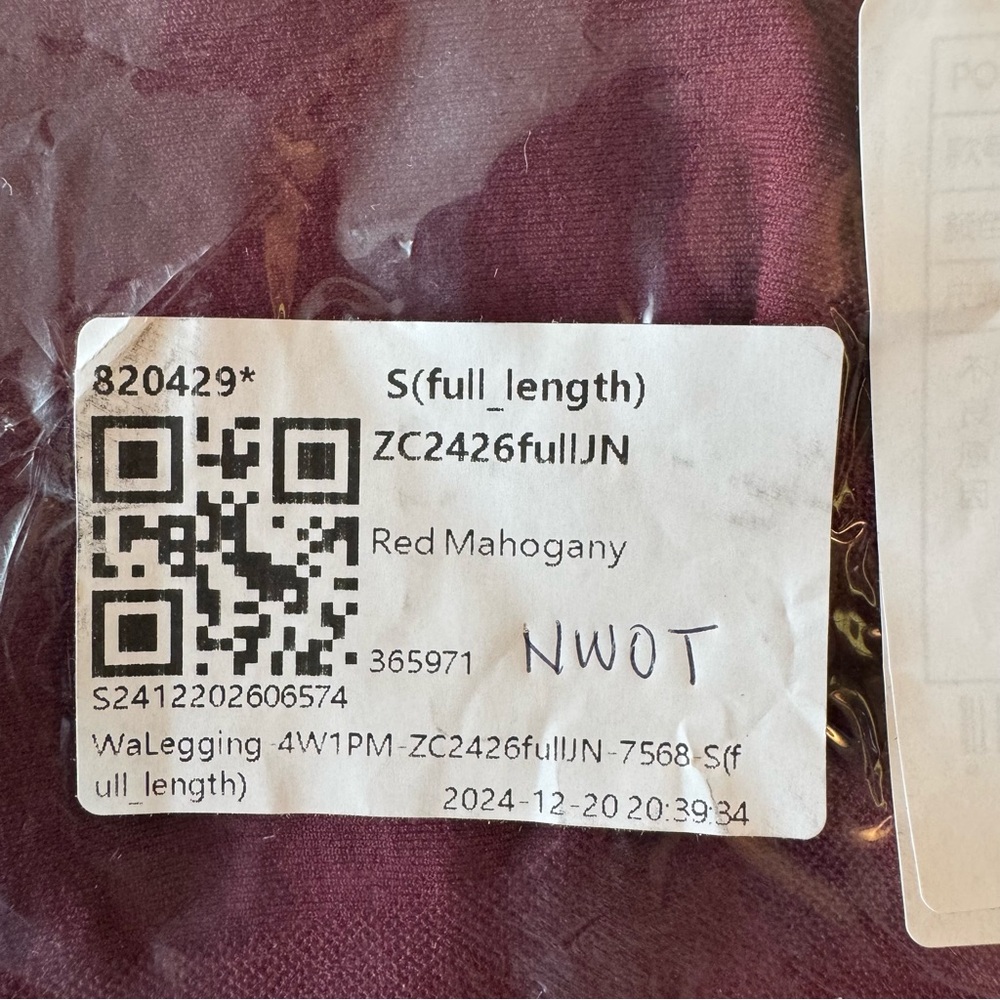 820429*
S(full_length)
ZC2426fullJN
Red Mahogany
365971
NWOT
S2412202606574
WaLegging-4W1PM-ZC2426fullJN-7568-S(f
ull_length)
2024-12-20 20:39:34